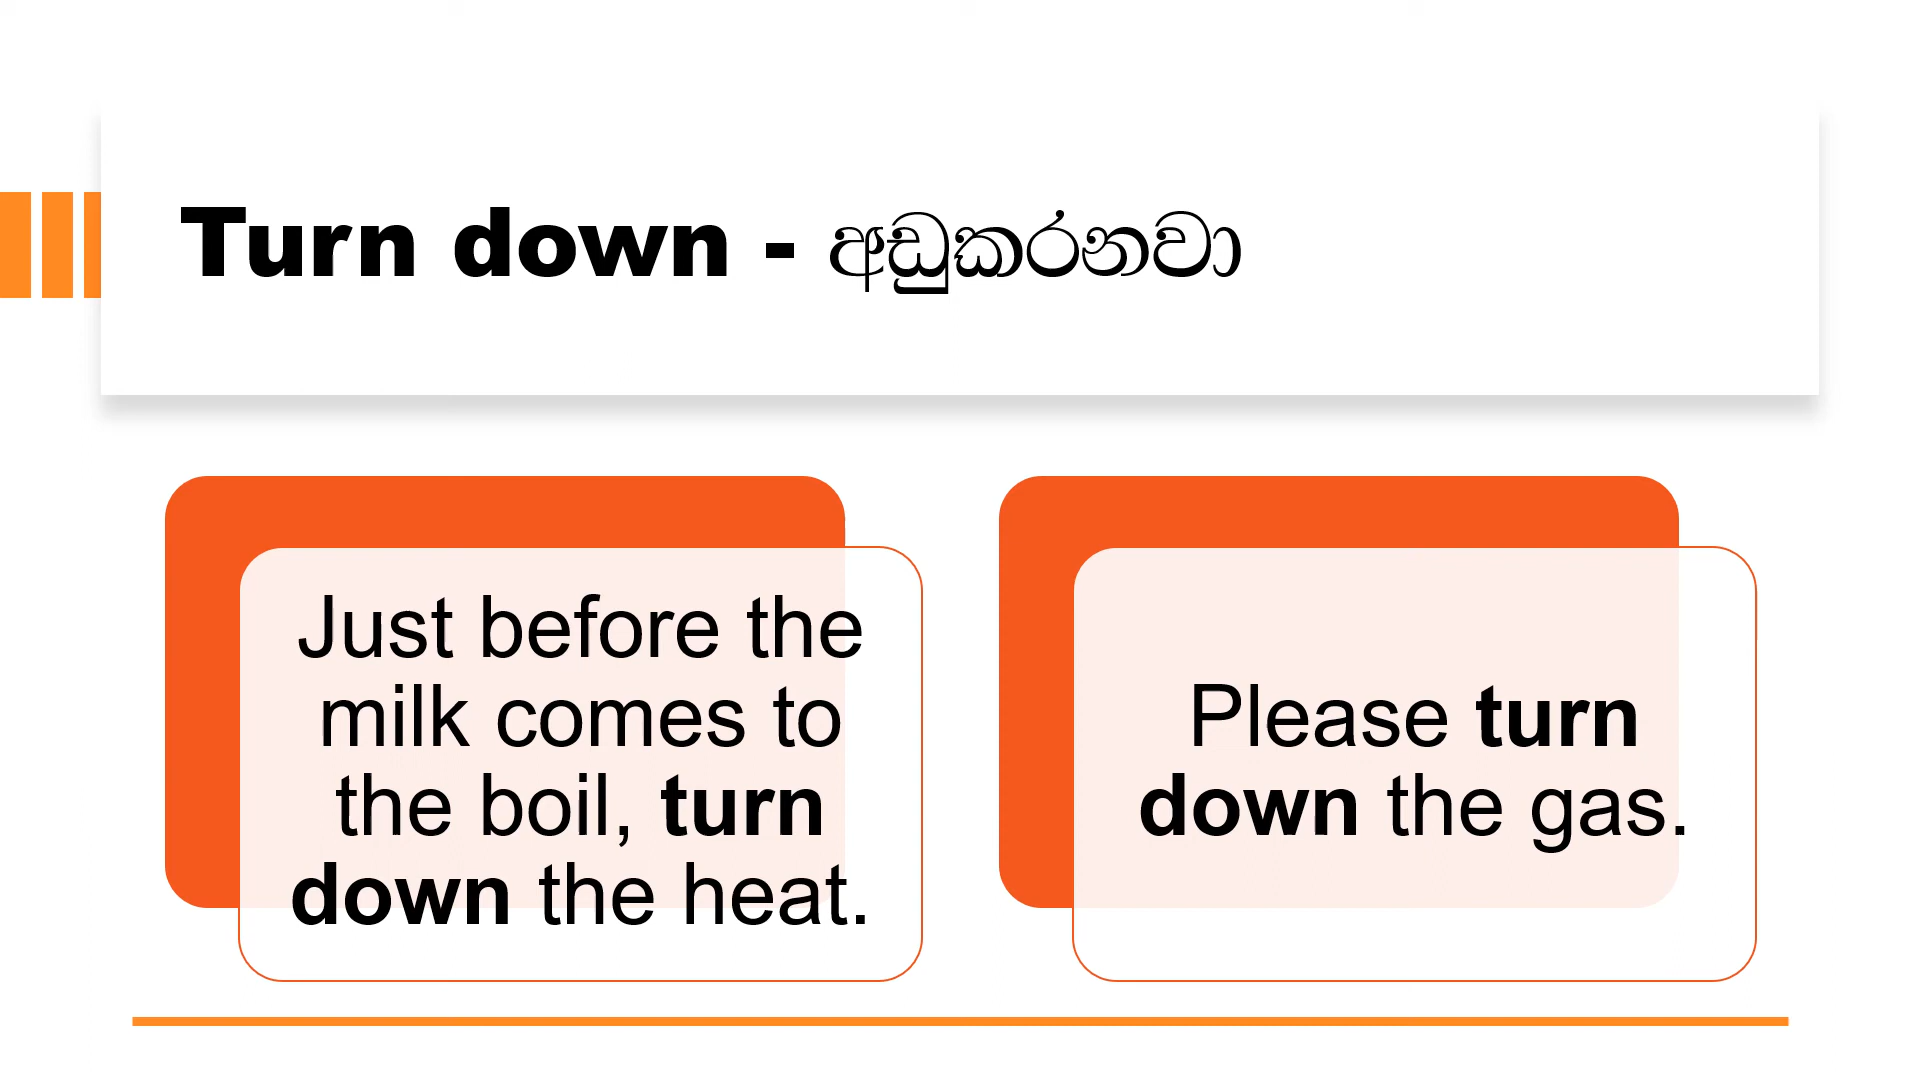 Turn down - අඩුකරනවා
Just before the
milk comes to
the boil, turn
down the heat.
Please turn
down the gas.